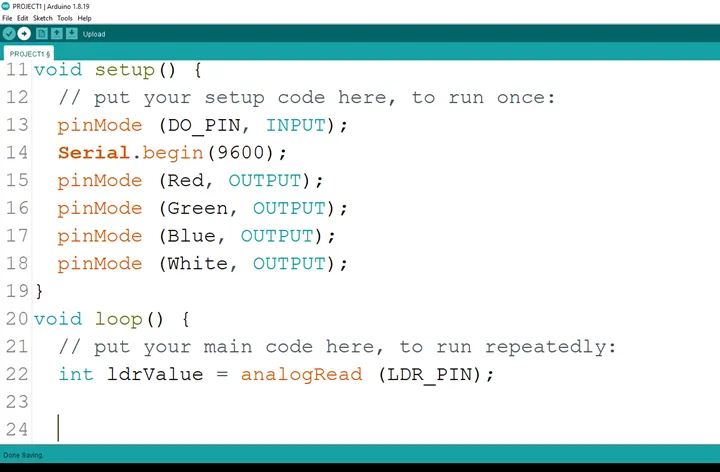 PROJECT1 | Arduino 1.8.19
File Edit Sketch Tools Help
Upload
PROJECT1 §
11 void setup() {
12 // put your setup code here, to run once:
13 pinMode (DO_PIN, INPUT);
14 Serial.begin(9600);
15 pinMode (Red, OUTPUT);
16 pinMode (Green, OUTPUT);
17 pinMode (Blue, OUTPUT);
18 pinMode (White, OUTPUT);
19 }
20 void loop() {
21 // put your main code here, to run repeatedly:
22 int ldrValue = analogRead (LDR_PIN);
23
24
Done Saving.